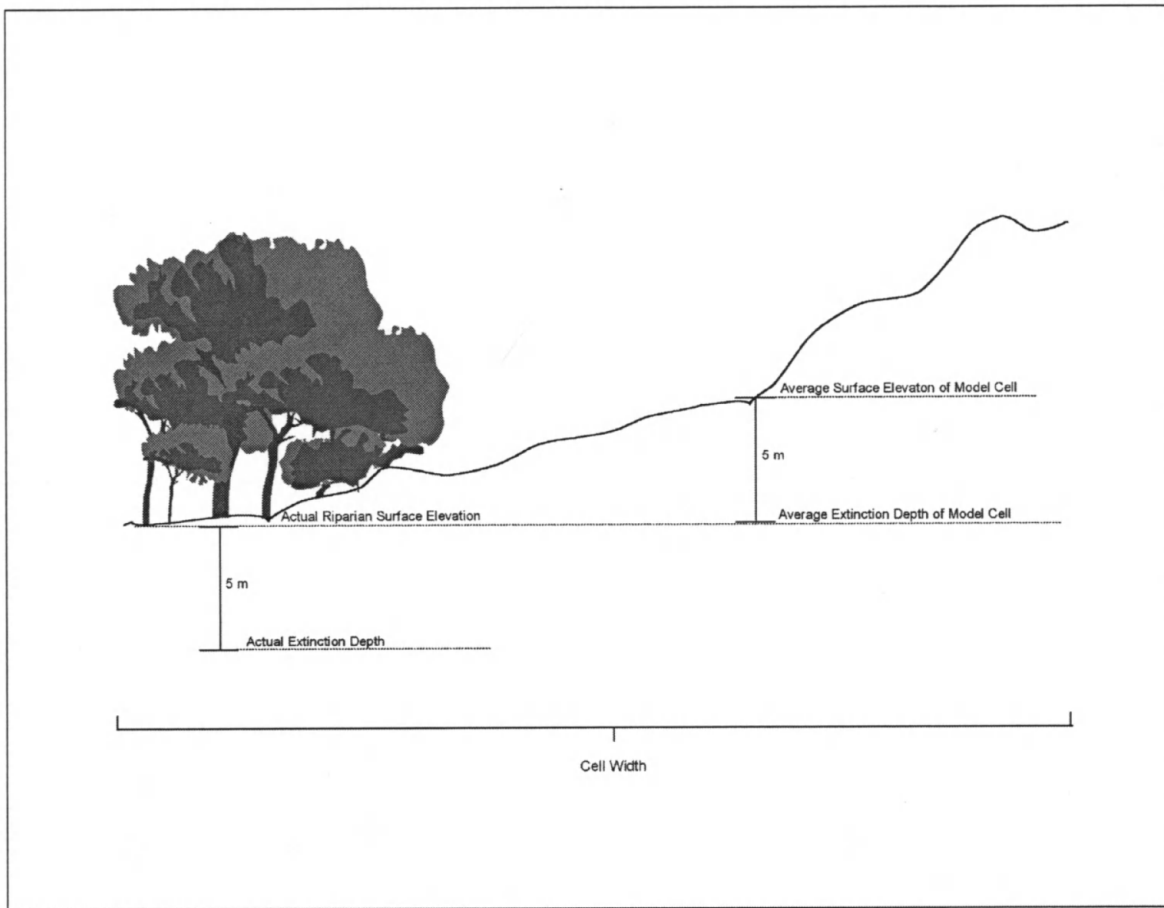 Average Surface Elevaton of Model Cell
5 m
Actual Riparian Surface Elevation
Average Extinction Depth of Model Cell
5 m
Actual Extinction Depth
Cell Width